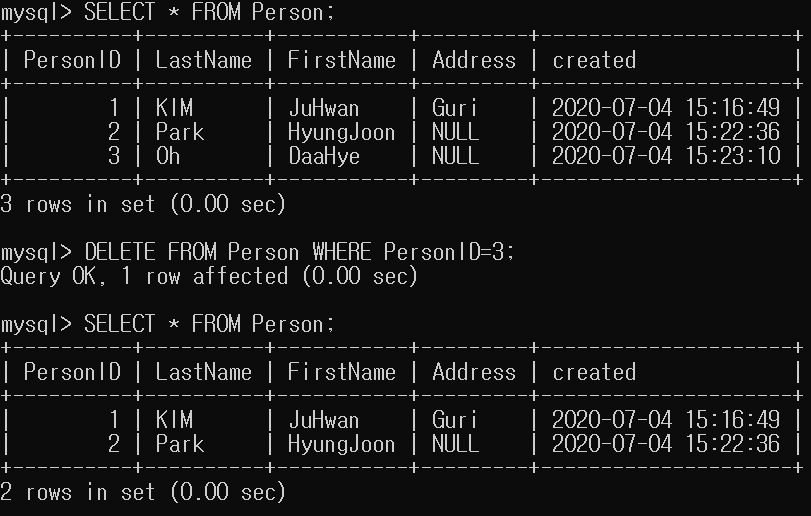 mysql> SELECT * FROM Person;
+----------+----------+-----------+---------+---------------------+
| PersonID | LastName | FirstName | Address | created             |
+----------+----------+-----------+---------+---------------------+
|        1 | KIM      | JuHwan    | Guri    | 2020-07-04 15:16:49 |
|        2 | Park     | HyungJoon | NULL    | 2020-07-04 15:22:36 |
|        3 | Oh       | DaaHye    | NULL    | 2020-07-04 15:23:10 |
+----------+----------+-----------+---------+---------------------+
3 rows in set (0.00 sec)

mysql> DELETE FROM Person WHERE PersonID=3;
Query OK, 1 row affected (0.00 sec)

mysql> SELECT * FROM Person;
+----------+----------+-----------+---------+---------------------+
| PersonID | LastName | FirstName | Address | created             |
+----------+----------+-----------+---------+---------------------+
|        1 | KIM      | JuHwan    | Guri    | 2020-07-04 15:16:49 |
|        2 | Park     | HyungJoon | NULL    | 2020-07-04 15:22:36 |
+----------+----------+-----------+---------+---------------------+
2 rows in set (0.00 sec)